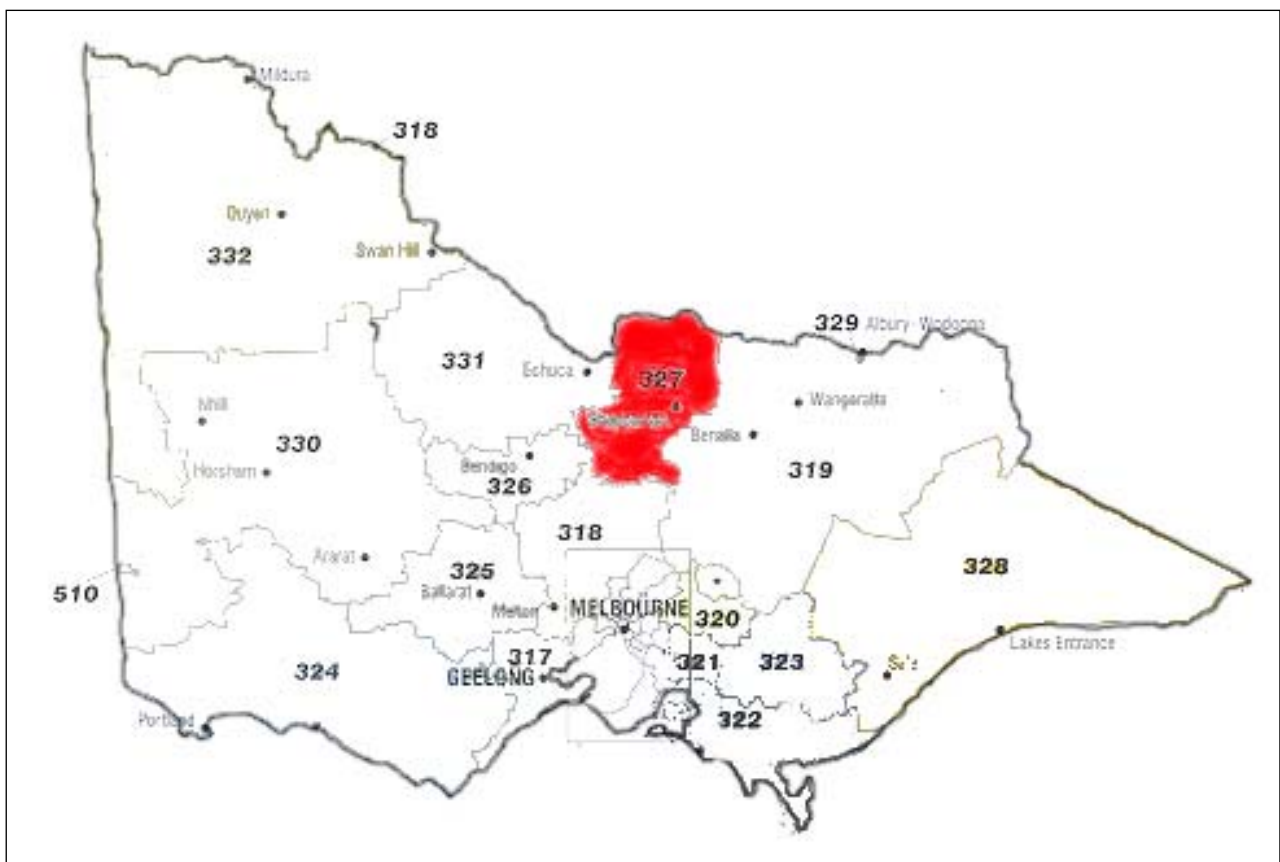 Mildura
318
Ouyen
332
Swan Hill
329
Albury-Wodonga
331
Echuca
327
Shepparton
Wangaratta
Nhill
Benalla
330
Horsham
Bendigo
326
319
318
Ararat
325
328
510
Ballarat
Melton
MELBOURNE
320
Lakes Entrance
317
321
323
324
GEELONG
Sale
322
Portland